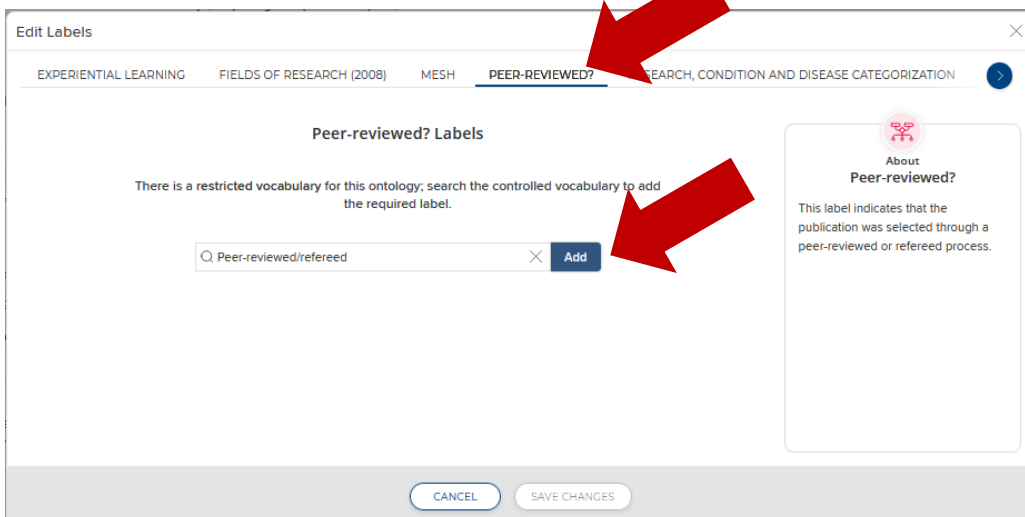 Edit Labels
EXPERIENTIAL LEARNING FIELDS OF RESEARCH (2008) MESH PEER-REVIEWED? SEARCH, CONDITION AND DISEASE CATEGORIZATION
Peer-reviewed? Labels
There is a restricted vocabulary for this ontology; search the controlled vocabulary to add
the required label.
Peer-reviewed/refereed
Add
About
Peer-reviewed?
This label indicates that the
publication was selected through a
peer-reviewed or refereed process.
CANCEL SAVE CHANGES